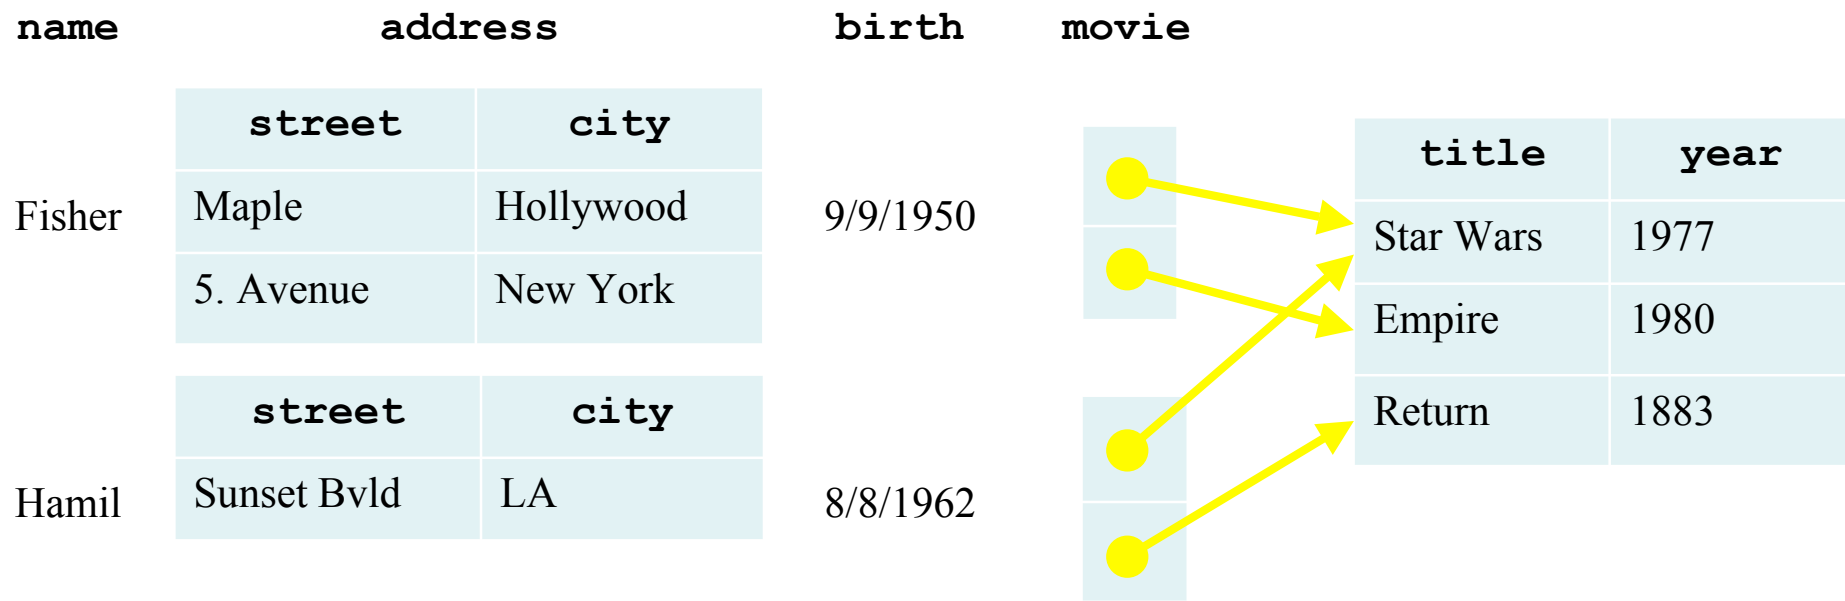 name address birth movie
street city
title year
Fisher Maple Hollywood 9/9/1950
Star Wars 1977
5. Avenue New York
Empire 1980
street city
Return 1883
Hamil Sunset Bvld LA 8/8/1962